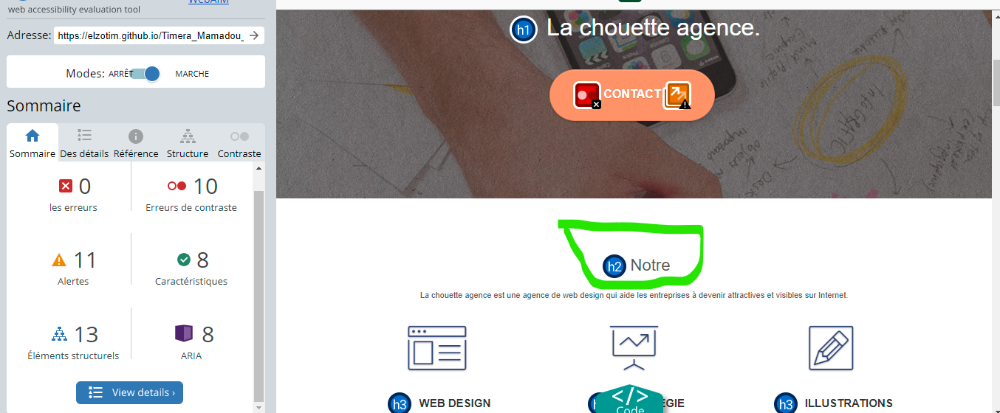 web accessibility evaluation tool
WebAIM
Adresse: https://elzotim.github.io/Timera_Mamadou_
Modes: ARRÊT MARCHE
Sommaire
Sommaire Des détails Référence Structure Contraste
0
les erreurs
10
Erreurs de contraste
11
Alertes
8
Caractéristiques
13
Éléments structurels
8
ARIA
View details ›
h1 La chouette agence.
CONTACT
h2 Notre
La chouette agence est une agence de web design qui aide les entreprises à devenir attractives et visibles sur Internet.
h3 WEB DESIGN
</>
Code
h3 ILLUSTRATIONS